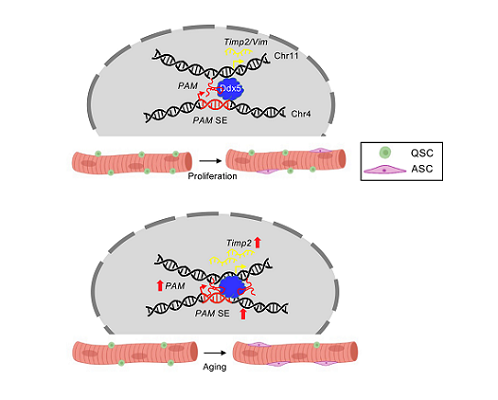 Timp2/Vim
Chr11
PAM
Ddx5
Chr4
PAM SE
QSC
ASC
Proliferation
Timp2
PAM
PAM SE
Aging